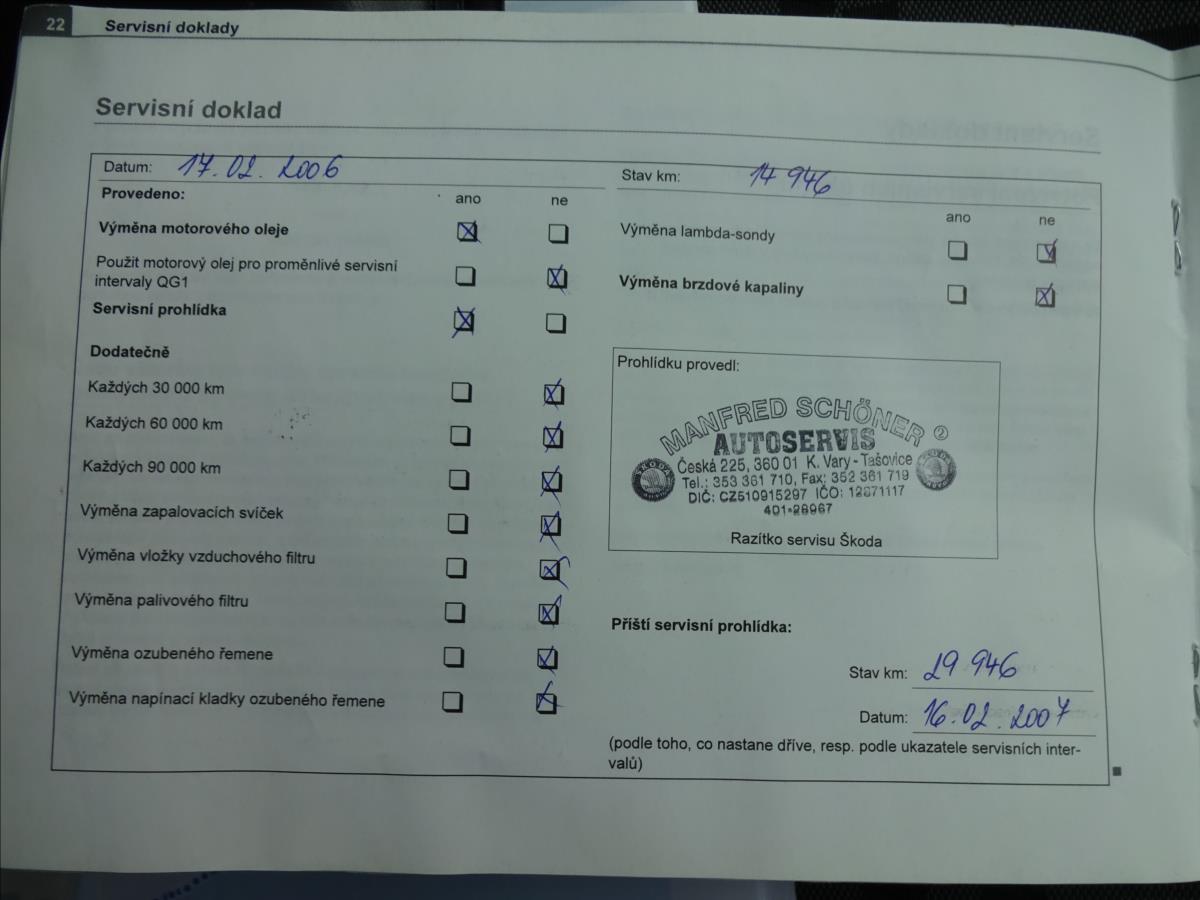 22
Servisní doklady
Servisní doklad
Datum: 17.02.2006
Provedeno:
ano ne
Výměna motorového oleje
Použit motorový olej pro proměnlivé servisní
intervaly QG1
Servisní prohlídka
Dodatečně
Každých 30 000 km
Každých 60 000 km
Každých 90 000 km
Výměna zapalovacích svíček
Výměna vložky vzduchového filtru
Výměna palivového filtru
Výměna ozubeného řemene
Výměna napínací kladky ozubeného řemene
Stav km: 14 946
ano ne
Výměna lambda-sondy
Výměna brzdové kapaliny
Prohlídku provedl:
MANFRED SCHÖNER 2
AUTOSERVIS
Česká 225, 360 01 K. Vary - Tašovice
Tel.: 353 361 710, Fax: 352 361 719
DIČ: CZ510915297 IČO: 12871117
401-28967
ŠKODA
Razítko servisu Škoda
Příští servisní prohlídka:
Stav km: 29 946
Datum: 16.02.2007
(podle toho, co nastane dříve, resp. podle ukazatele servisních inter-
valů)